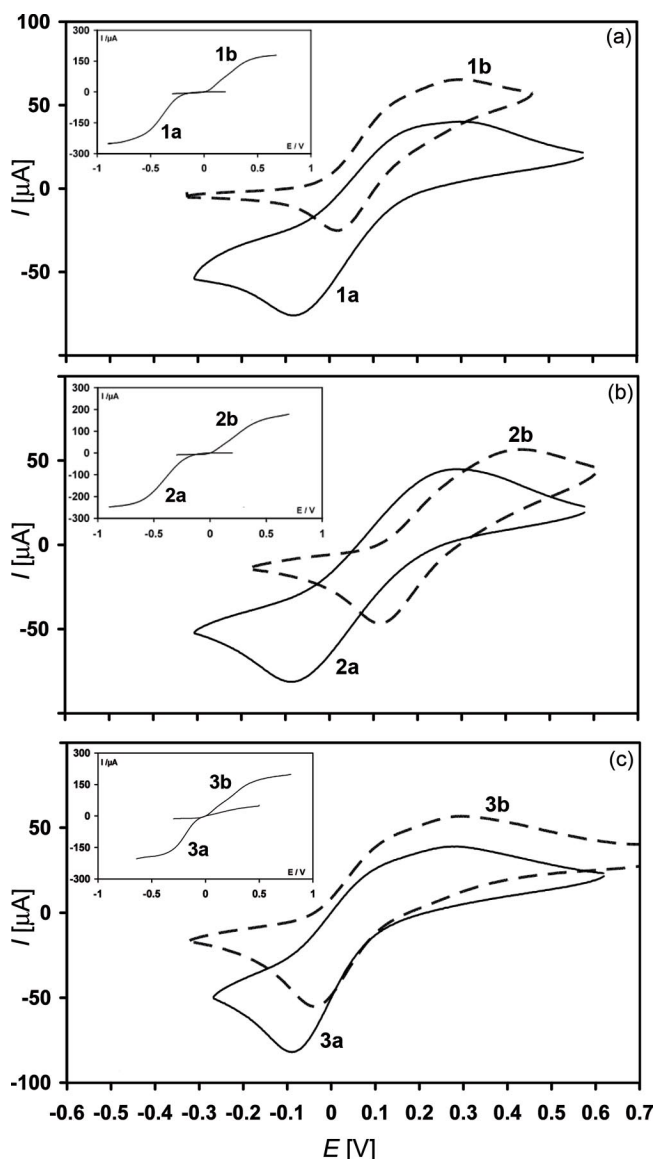 100
50
0
-50
I [µA]
(a)
1b
1a
I /µA
300
150
0
-150
-300
-1
-0.5
0
0.5
1
E / V
1b
1a
50
0
-50
I [µA]
(b)
2b
2a
I /µA
300
200
100
0
-100
-200
-300
-1
-0.5
0
0.5
1
E / V
2b
2a
50
0
-50
-100
I [µA]
(c)
3b
3a
I /µA
300
150
0
-150
-300
-1
-0.5
0
0.5
1
E / V
3b
3a
-0.6 -0.5 -0.4 -0.3 -0.2 -0.1 0 0.1 0.2 0.3 0.4 0.5 0.6 0.7
E [V]